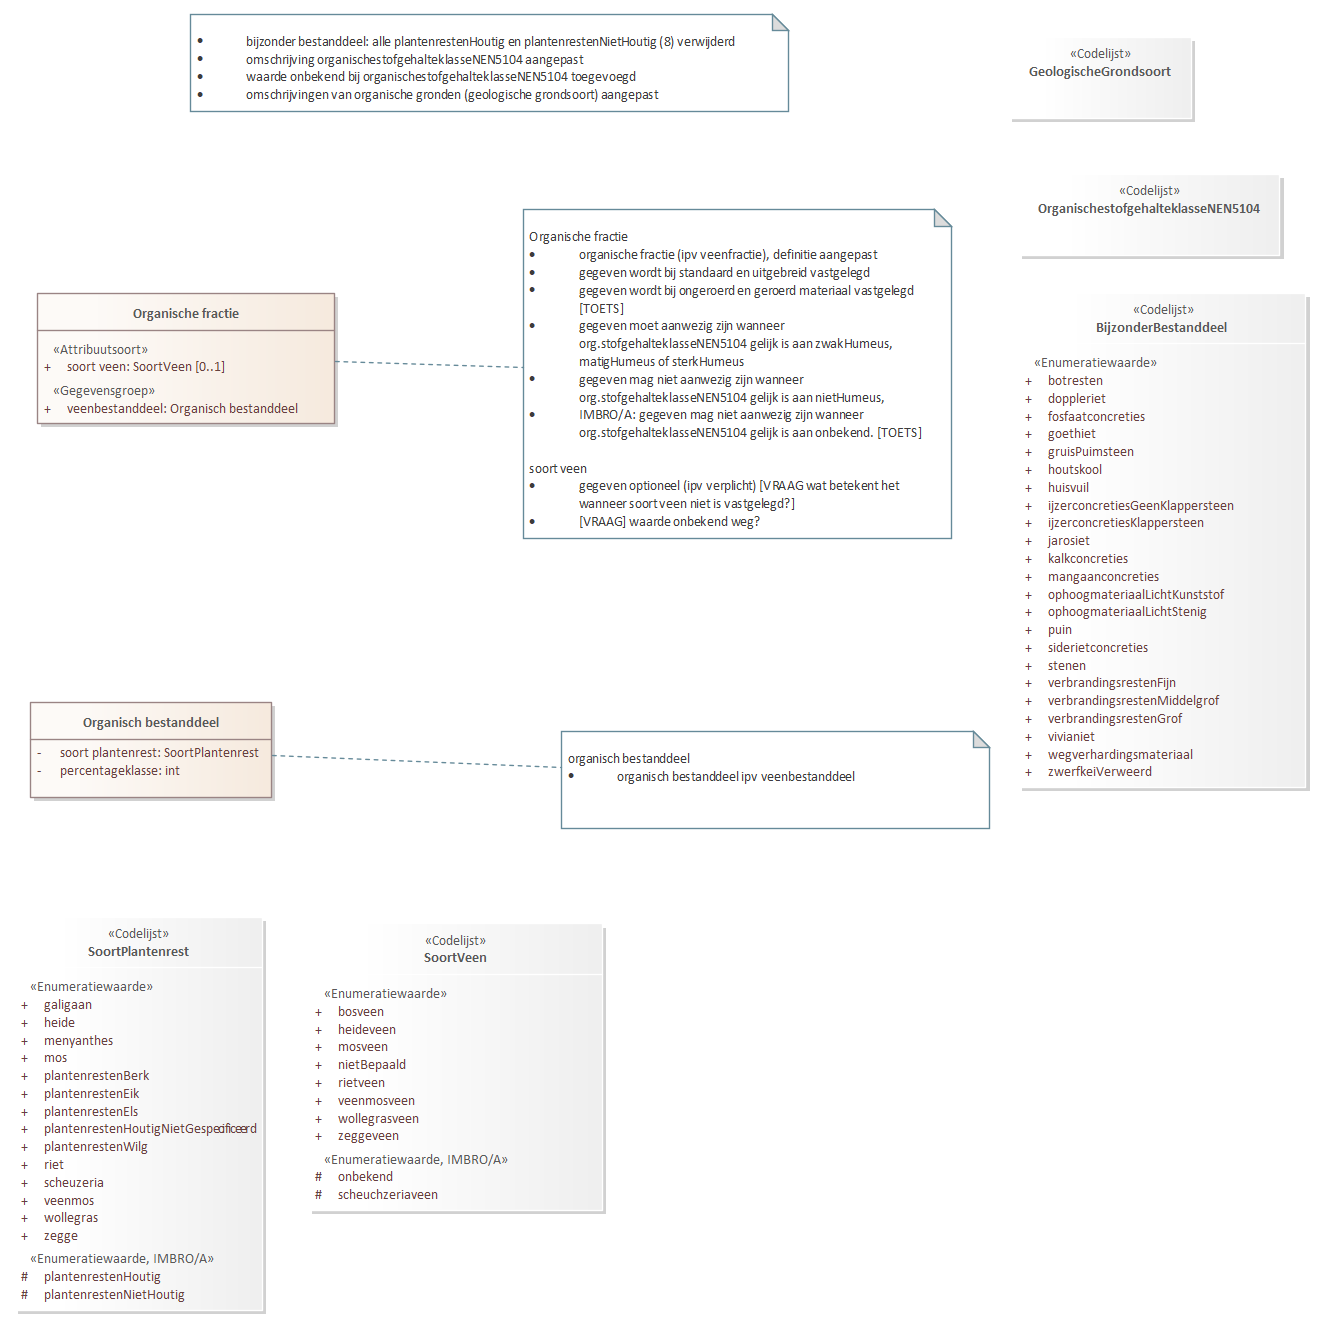 • bijzonder bestanddeel: alle plantenrestenHoutig en plantenrestenNietHoutig (8) verwijderd
• omschrijving organischestofgehalteklasseNEN5104 aangepast
• waarde onbekend bij organischestofgehalteklasseNEN5104 toegevoegd
• omschrijvingen van organische gronden (geologische grondsoort) aangepast
«Codelijst»
GeologischeGrondsoort
«Codelijst»
OrganischestofgehalteklasseNEN5104
Organische fractie
• organische fractie (ipv veenfractie), definitie aangepast
• gegeven wordt bij standaard en uitgebreid vastgelegd
• gegeven wordt bij ongeroerd en geroerd materiaal vastgelegd
[TOETS]
• gegeven moet aanwezig zijn wanneer
org.stofgehalteklasseNEN5104 gelijk is aan zwakHumeus,
matigHumeus of sterkHumeus
• gegeven mag niet aanwezig zijn wanneer
org.stofgehalteklasseNEN5104 gelijk is aan nietHumeus,
• IMBRO/A: gegeven mag niet aanwezig zijn wanneer
org.stofgehalteklasseNEN5104 gelijk is aan onbekend. [TOETS]
soort veen
• gegeven optioneel (ipv verplicht) [VRAAG wat betekent het
wanneer soort veen niet is vastgelegd?]
• [VRAAG] waarde onbekend weg?
Organische fractie
«Attribuutsoort»
+ soort veen: SoortVeen [0..1]
«Gegevensgroep»
+ veenbestanddeel: Organisch bestanddeel
«Codelijst»
BijzonderBestanddeel
«Enumeratiewaarde»
+ botresten
+ doppleriet
+ fosfaatconcreties
+ goethiet
+ gruisPuimsteen
+ houtskool
+ huisvuil
+ ijzerconcretiesGeenKlappersteen
+ ijzerconcretiesKlappersteen
+ jarosiet
+ kalkconcreties
+ mangaanconcreties
+ ophoogmateriaalLichtKunststof
+ ophoogmateriaalLichtStenig
+ puin
+ siderietconcreties
+ stenen
+ verbrandingsrestenFijn
+ verbrandingsrestenMiddelgrof
+ verbrandingsrestenGrof
+ vivianiet
+ wegverhardingsmateriaal
+ zwerfkeiVerweerd
Organisch bestanddeel
- soort plantenrest: SoortPlantenrest
- percentageklasse: int
organisch bestanddeel
• organisch bestanddeel ipv veenbestanddeel
«Codelijst»
SoortPlantenrest
«Enumeratiewaarde»
+ galigaan
+ heide
+ menyanthes
+ mos
+ plantenrestenBerk
+ plantenrestenEik
+ plantenrestenEls
+ plantenrestenHoutigNietGespecificeerd
+ plantenrestenWilg
+ riet
+ scheuzeria
+ veenmos
+ wollegras
+ zegge
«Enumeratiewaarde, IMBRO/A»
# plantenrestenHoutig
# plantenrestenNietHoutig
«Codelijst»
SoortVeen
«Enumeratiewaarde»
+ bosveen
+ heideveen
+ mosveen
+ nietBepaald
+ rietveen
+ veenmosveen
+ wollegrasveen
+ zeggeveen
«Enumeratiewaarde, IMBRO/A»
# onbekend
# scheuchzeriaveen